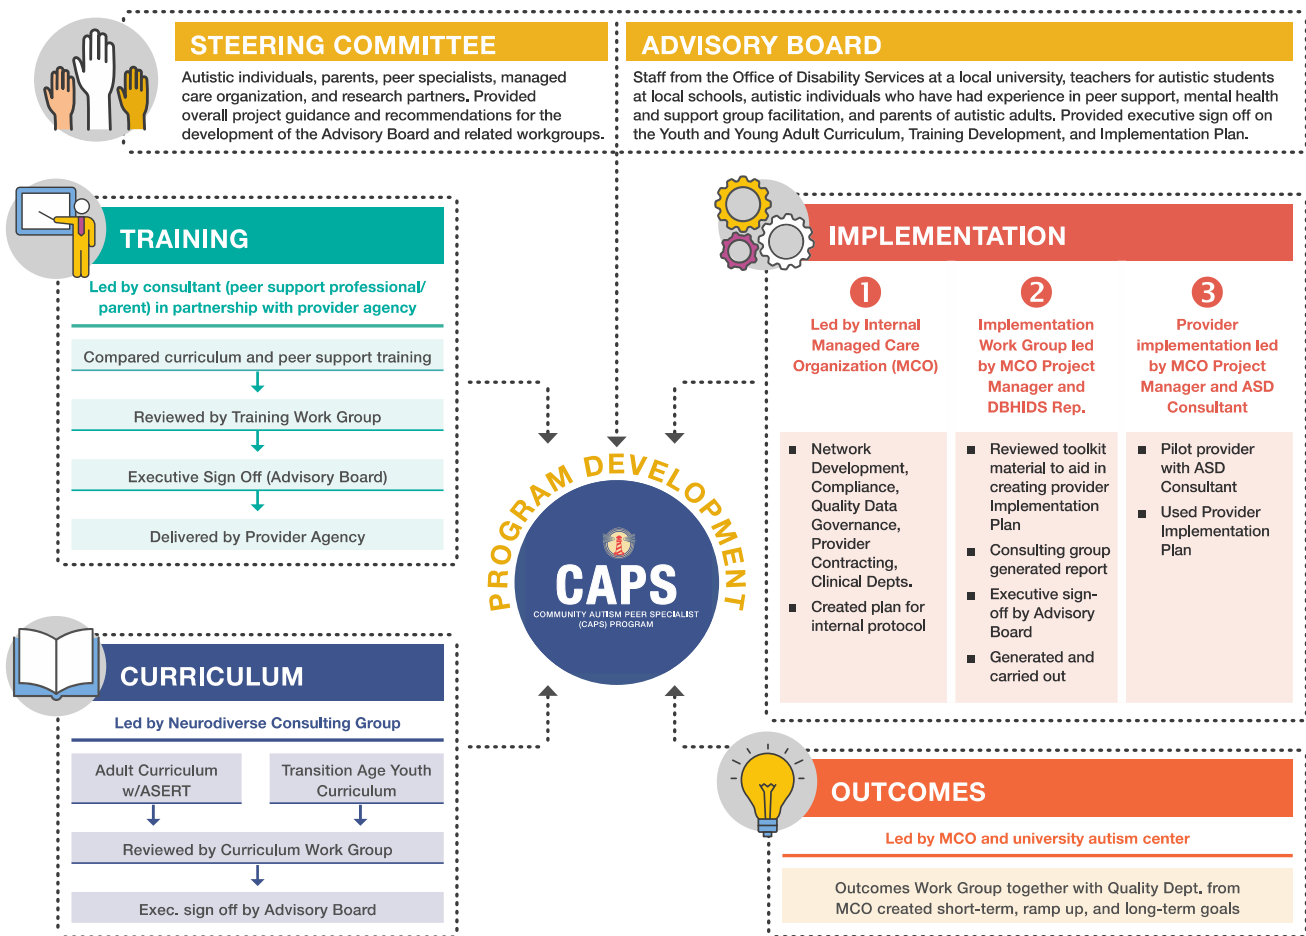 STEERING COMMITTEE
Autistic individuals, parents, peer specialists, managed
care organization, and research partners. Provided
overall project guidance and recommendations for the
development of the Advisory Board and related workgroups.
ADVISORY BOARD
Staff from the Office of Disability Services at a local university, teachers for autistic students
at local schools, autistic individuals who have had experience in peer support, mental health
and support group facilitation, and parents of autistic adults. Provided executive sign off on
the Youth and Young Adult Curriculum, Training Development, and Implementation Plan.
TRAINING
Led by consultant (peer support professional/
parent) in partnership with provider agency
Compared curriculum and peer support training
Reviewed by Training Work Group
Executive Sign Off (Advisory Board)
Delivered by Provider Agency
CURRICULUM
Led by Neurodiverse Consulting Group
Adult Curriculum
w/ASERT
Transition Age Youth
Curriculum
Reviewed by Curriculum Work Group
Exec. sign off by Advisory Board
PROGRAM DEVELOPMENT
CAPS
COMMUNITY AUTISM PEER SPECIALIST
(CAPS) PROGRAM
IMPLEMENTATION
1
Led by Internal
Managed Care
Organization (MCO)
■ Network
Development,
Compliance,
Quality Data
Governance,
Provider
Contracting,
Clinical Depts.
■ Created plan for
internal protocol
2
Implementation
Work Group led
by MCO Project
Manager and
DBHIDS Rep.
■ Reviewed toolkit
material to aid in
creating provider
Implementation
Plan
■ Consulting group
generated report
■ Executive sign-
off by Advisory
Board
■ Generated and
carried out
3
Provider
implementation led
by MCO Project
Manager and ASD
Consultant
■ Pilot provider
with ASD
Consultant
■ Used Provider
Implementation
Plan
OUTCOMES
Led by MCO and university autism center
Outcomes Work Group together with Quality Dept. from
MCO created short-term, ramp up, and long-term goals